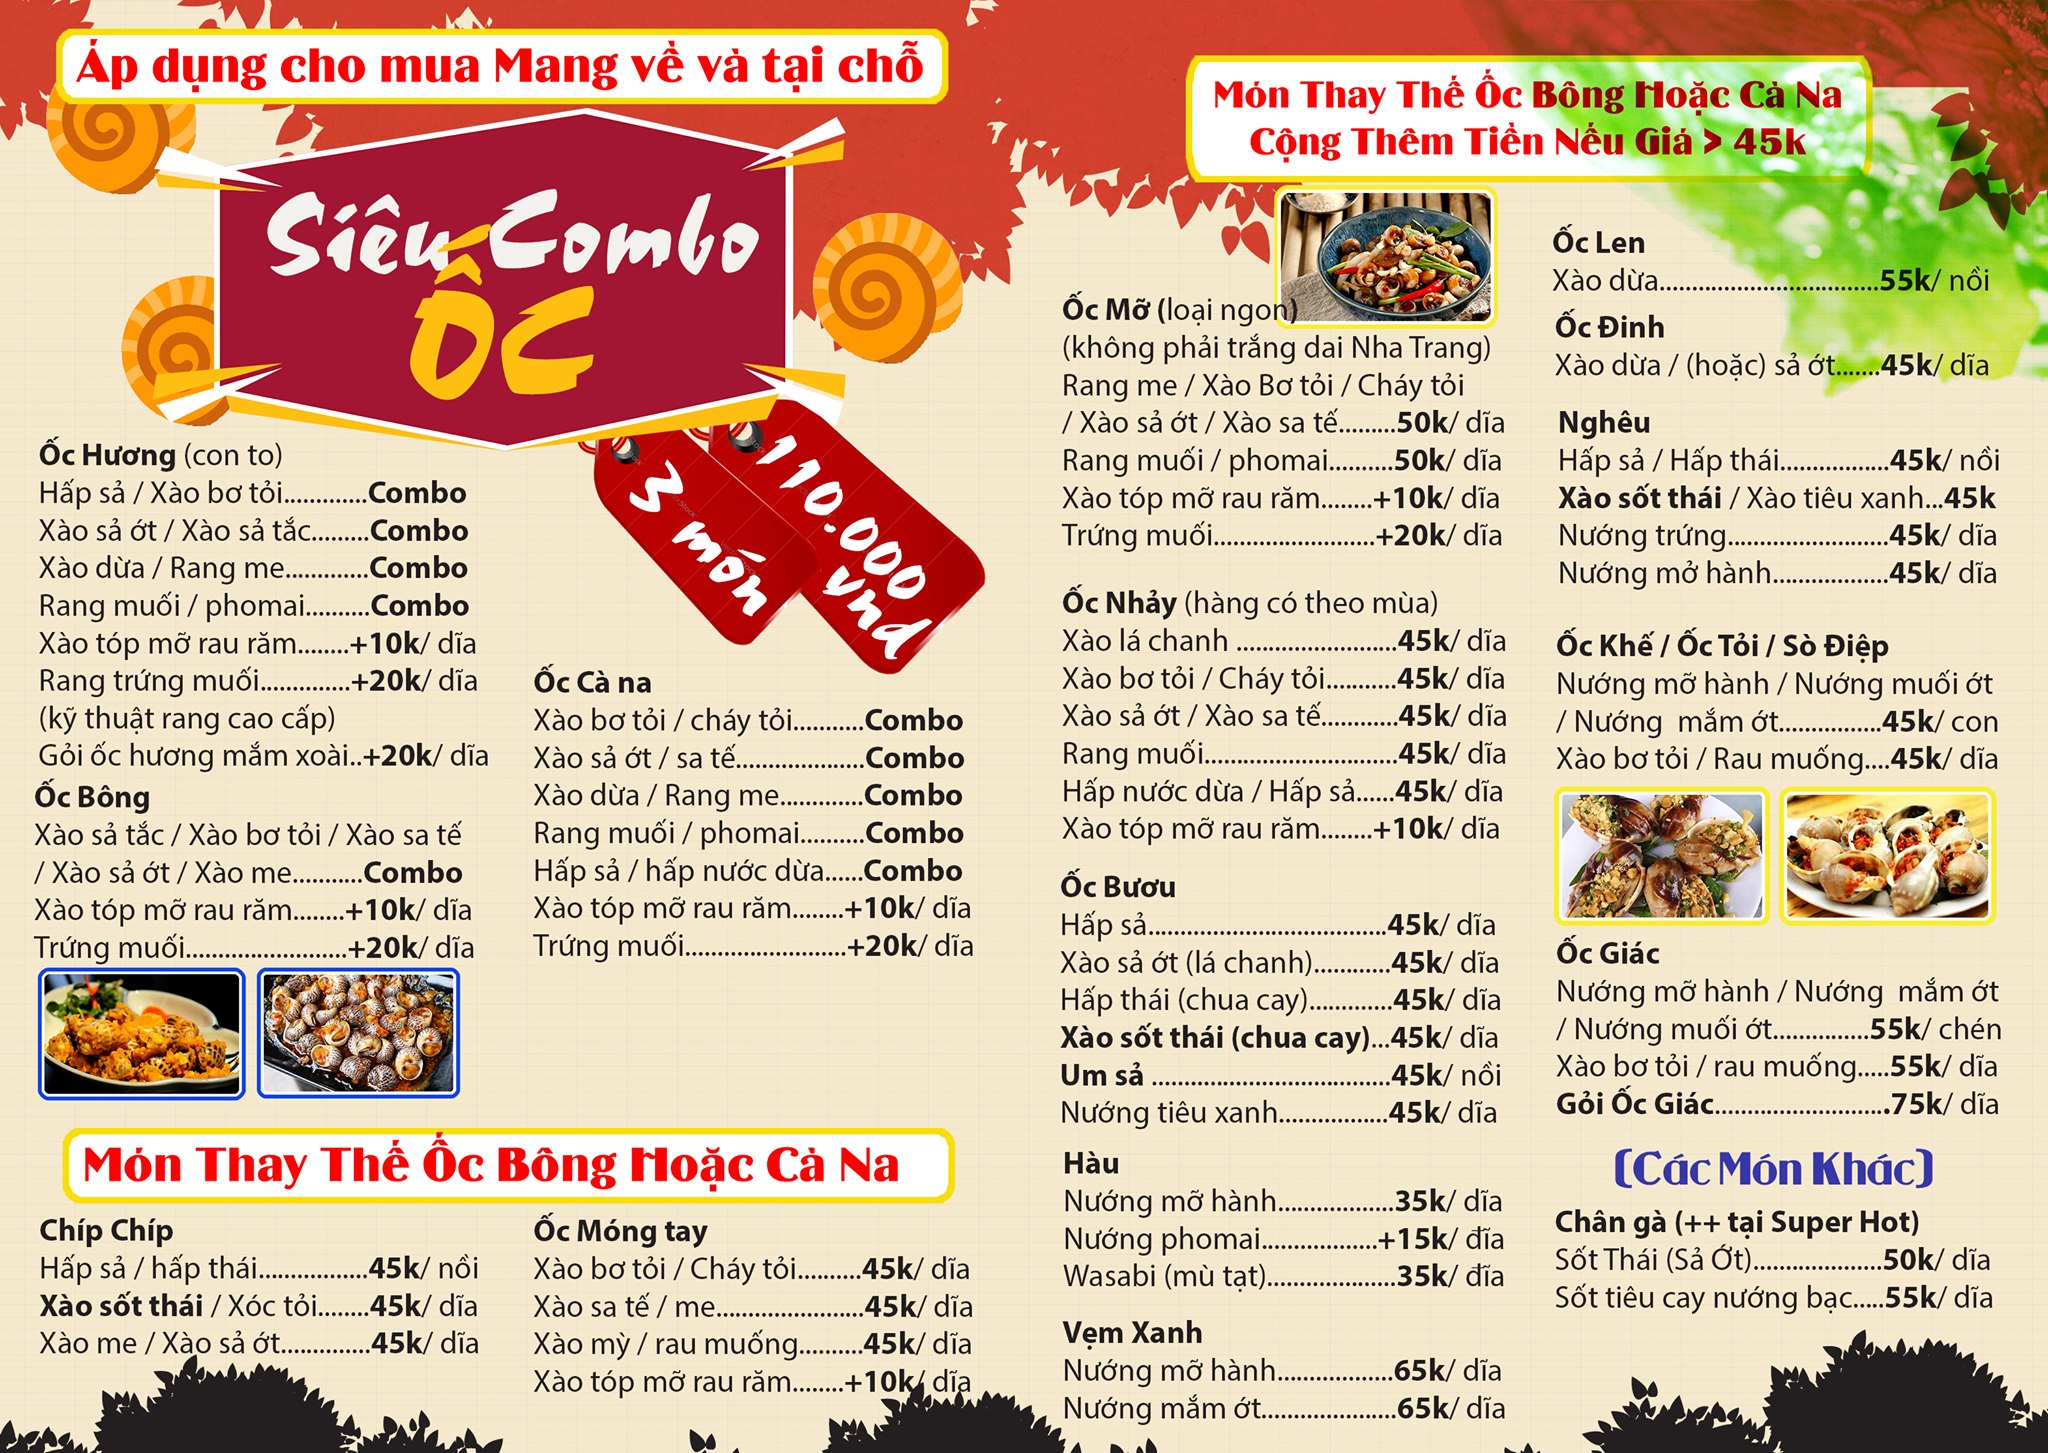 Áp dụng cho mua Mang về và tại chỗ
Siêu Combo
ỐC
3 món
110.000
vnđ
Ốc Hương (con to)
Hấp sả / Xào bơ tỏi.............Combo
Xào sả ớt / Xào sả tắc.........Combo
Xào dừa / Rang me.............Combo
Rang muối / phomai..........Combo
Xào tóp mỡ rau răm........+10k/ dĩa
Rang trứng muối..............+20k/ dĩa
(kỹ thuật rang cao cấp)
Gỏi ốc hương mắm xoài..+20k/ dĩa
Ốc Bông
Xào sả tắc / Xào bơ tỏi / Xào sa tế
/ Xào sả ớt / Xào me...........Combo
Xào tóp mỡ rau răm........+10k/ dĩa
Trứng muối.........................+20k/ dĩa
Ốc Cà na
Xào bơ tỏi / cháy tỏi...........Combo
Xào sả ớt / sa tế....................Combo
Xào dừa / Rang me.............Combo
Rang muối / phomai..........Combo
Hấp sả / hấp nước dừa......Combo
Xào tóp mỡ rau răm........+10k/ dĩa
Trứng muối.........................+20k/ dĩa
Món Thay Thế Ốc Bông Hoặc Cà Na
Chíp Chíp
Hấp sả / hấp thái.................45k/ nồi
Xào sốt thái / Xóc tỏi........45k/ dĩa
Xào me / Xào sả ớt..............45k/ dĩa
Ốc Móng tay
Xào bơ tỏi / Cháy tỏi..........45k/ dĩa
Xào sa tế / me.......................45k/ dĩa
Xào mỳ / rau muống..........45k/ dĩa
Xào tóp mỡ rau răm........+10k/ dĩa
Món Thay Thế Ốc Bông Hoặc Cà Na
Cộng Thêm Tiền Nếu Giá > 45k
Ốc Mỡ (loại ngon)
(không phải trắng dai Nha Trang)
Rang me / Xào Bơ tỏi / Cháy tỏi
/ Xào sả ớt / Xào sa tế.........50k/ dĩa
Rang muối / phomai..........50k/ dĩa
Xào tóp mỡ rau răm........+10k/ dĩa
Trứng muối.........................+20k/ dĩa
Ốc Nhảy (hàng có theo mùa)
Xào lá chanh .........................45k/ dĩa
Xào bơ tỏi / Cháy tỏi...........45k/ dĩa
Xào sả ớt / Xào sa tế............45k/ dĩa
Rang muối..............................45k/ dĩa
Hấp nước dừa / Hấp sả......45k/ dĩa
Xào tóp mỡ rau răm........+10k/ dĩa
Ốc Bươu
Hấp sả.....................................45k/ dĩa
Xào sả ớt (lá chanh)............45k/ dĩa
Hấp thái (chua cay).............45k/ dĩa
Xào sốt thái (chua cay)...45k/ dĩa
Um sả .....................................45k/ nồi
Nướng tiêu xanh.................45k/ dĩa
Hàu
Nướng mỡ hành..................35k/ dĩa
Nướng phomai..................+15k/ đĩa
Wasabi (mù tạt)....................35k/ đĩa
Vẹm Xanh
Nướng mỡ hành..................65k/ dĩa
Nướng mắm ớt.....................65k/ dĩa
Ốc Len
Xào dừa..................................55k/ nồi
Ốc Đinh
Xào dừa / (hoặc) sả ớt.......45k/ dĩa
Nghêu
Hấp sả / Hấp thái.................45k/ nồi
Xào sốt thái / Xào tiêu xanh...45k
Nướng trứng.........................45k/ dĩa
Nướng mở hành..................45k/ dĩa
Ốc Khế / Ốc Tỏi / Sò Điệp
Nướng mỡ hành / Nướng muối ớt
/ Nướng mắm ớt................45k/ con
Xào bơ tỏi / Rau muống....45k/ dĩa
Ốc Giác
Nướng mỡ hành / Nướng mắm ớt
/ Nướng muối ớt...............55k/ chén
Xào bơ tỏi / rau muống.....55k/ dĩa
Gỏi Ốc Giác...........................75k/ dĩa
(Các Món Khác)
Chân gà (++ tại Super Hot)
Sốt Thái (Sả Ớt)....................50k/ dĩa
Sốt tiêu cay nướng bạc.....55k/ dĩa